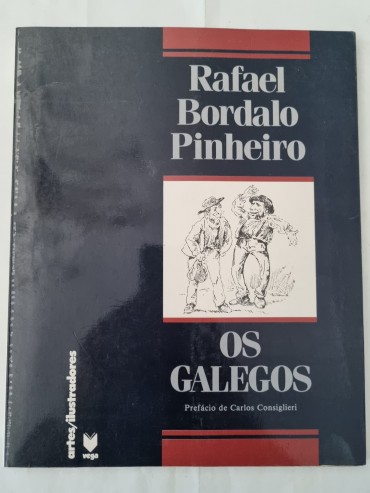 Rafael
Bordalo
Pinheiro
OS
GALEGOS
Prefácio de Carlos Consiglieri
artes/ilustradores
vega